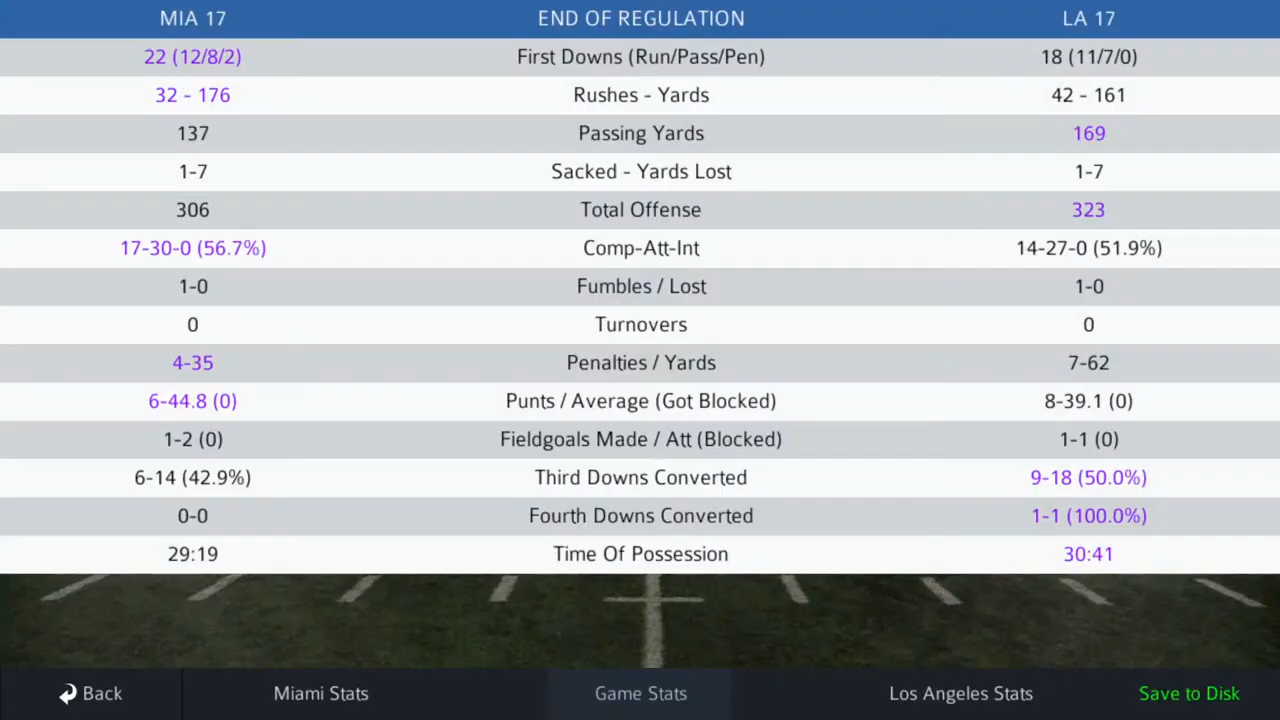 MIA 17 END OF REGULATION LA 17
22 (12/8/2) First Downs (Run/Pass/Pen) 18 (11/7/0)
32 - 176 Rushes - Yards 42 - 161
137 Passing Yards 169
1-7 Sacked - Yards Lost 1-7
306 Total Offense 323
17-30-0 (56.7%) Comp-Att-Int 14-27-0 (51.9%)
1-0 Fumbles / Lost 1-0
0 Turnovers 0
4-35 Penalties / Yards 7-62
6-44.8 (0) Punts / Average (Got Blocked) 8-39.1 (0)
1-2 (0) Fieldgoals Made / Att (Blocked) 1-1 (0)
6-14 (42.9%) Third Downs Converted 9-18 (50.0%)
0-0 Fourth Downs Converted 1-1 (100.0%)
29:19 Time Of Possession 30:41
Back Miami Stats Game Stats Los Angeles Stats Save to Disk